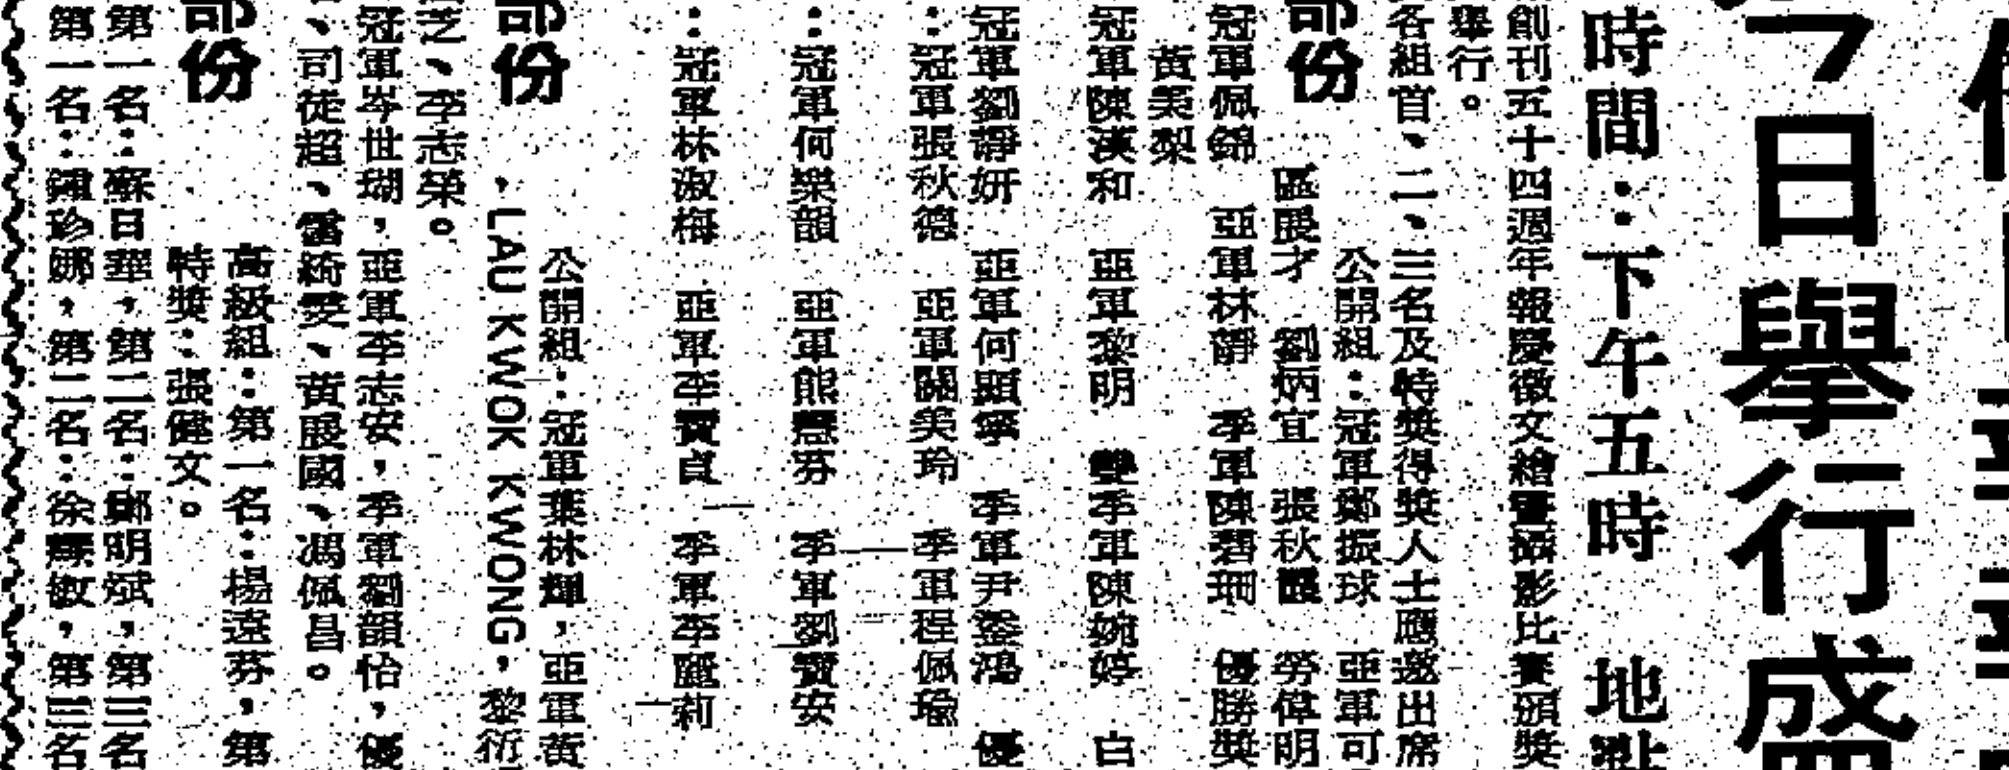 今日舉行盛
時間：下午五時　地點
創刊五十四週年報慶徵文繪畫攝影比賽頒獎
舉行。
各組首、二、三名及特獎得獎人士應邀出席
公開組：冠軍鄭振球　亞軍可
部份　區展才　劉炳宜　張秋　勞偉明
冠軍佩錦　亞軍林靜　季軍陳碧珊　優勝獎
黃美梨
冠軍陳漢和　亞軍黎明　季軍陳婉婷　白
冠軍劉靜妍　亞軍何顯寧　季軍尹鎣鴻　優
：冠軍張秋德　亞軍關美玲　季軍程佩瑜
：冠軍何樂韻　亞軍熊慧芬　季軍劉寶安
：冠軍林淑梅　亞軍李寶貞　季軍李麗莉
公開組：冠軍葉林輝，亞軍黃
部份　，LAU KWOK KWONG，黎衍
芝、李志榮。
冠軍岑世瑚，亞軍李志安，季軍劉韻怡，優
、司徒超、雷綺雯、黃展國、馮佩昌。
高級組：第一名：楊遠芬，第
部份　特獎：張健文。
第一名：蘇日華，第二名：鄭明斌，第三名
第一名：鍾珍娜，第二名：徐慧敏，第三名